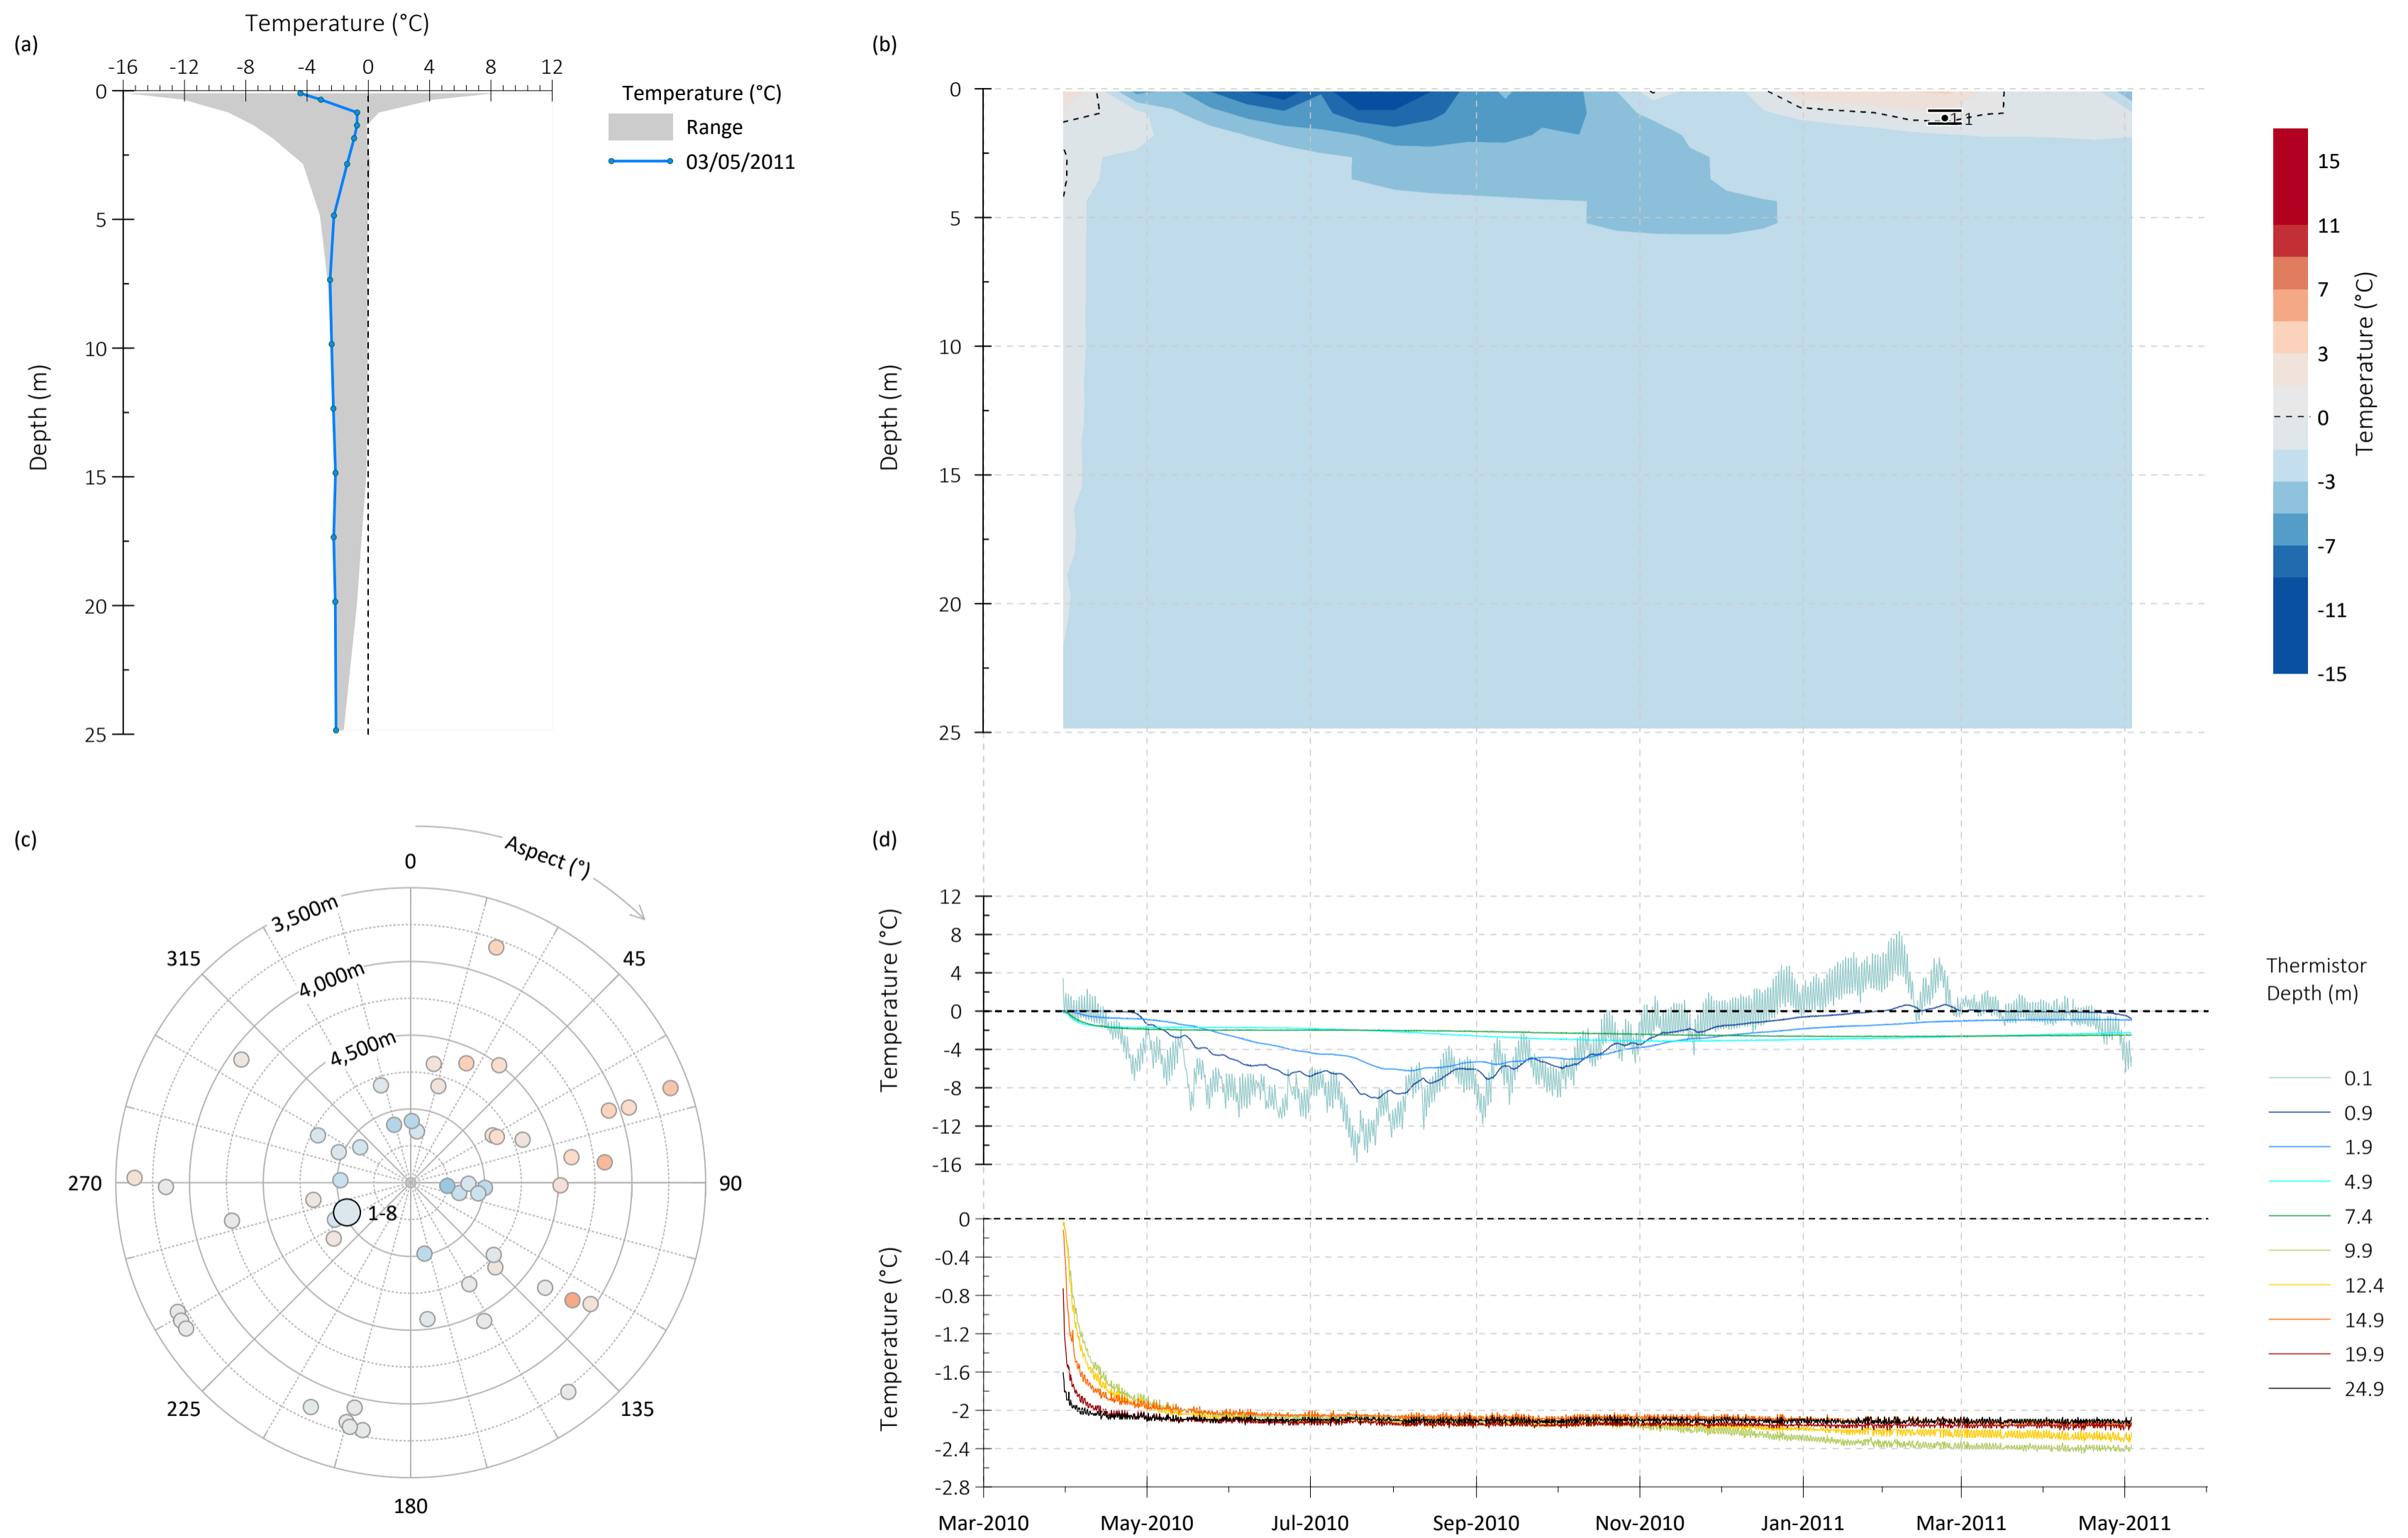 (a)
Temperature (°C)
-16 -12 -8 -4 0 4 8 12
0
5
10
15
20
25
Depth (m)
Temperature (°C)
Range
03/05/2011
(b)
0
5
10
15
20
25
Depth (m)
15
11
7
3
0
-3
-7
-11
-15
Temperature (°C)
(c)
Aspect (°)
0
45
90
135
180
225
270
315
3,500m
4,000m
4,500m
1-8
(d)
12
8
4
0
-4
-8
-12
-16
Temperature (°C)
0
-0.4
-0.8
-1.2
-1.6
-2
-2.4
-2.8
Temperature (°C)
Mar-2010 May-2010 Jul-2010 Sep-2010 Nov-2010 Jan-2011 Mar-2011 May-2011
Thermistor
Depth (m)
0.1
0.9
1.9
4.9
7.4
9.9
12.4
14.9
19.9
24.9